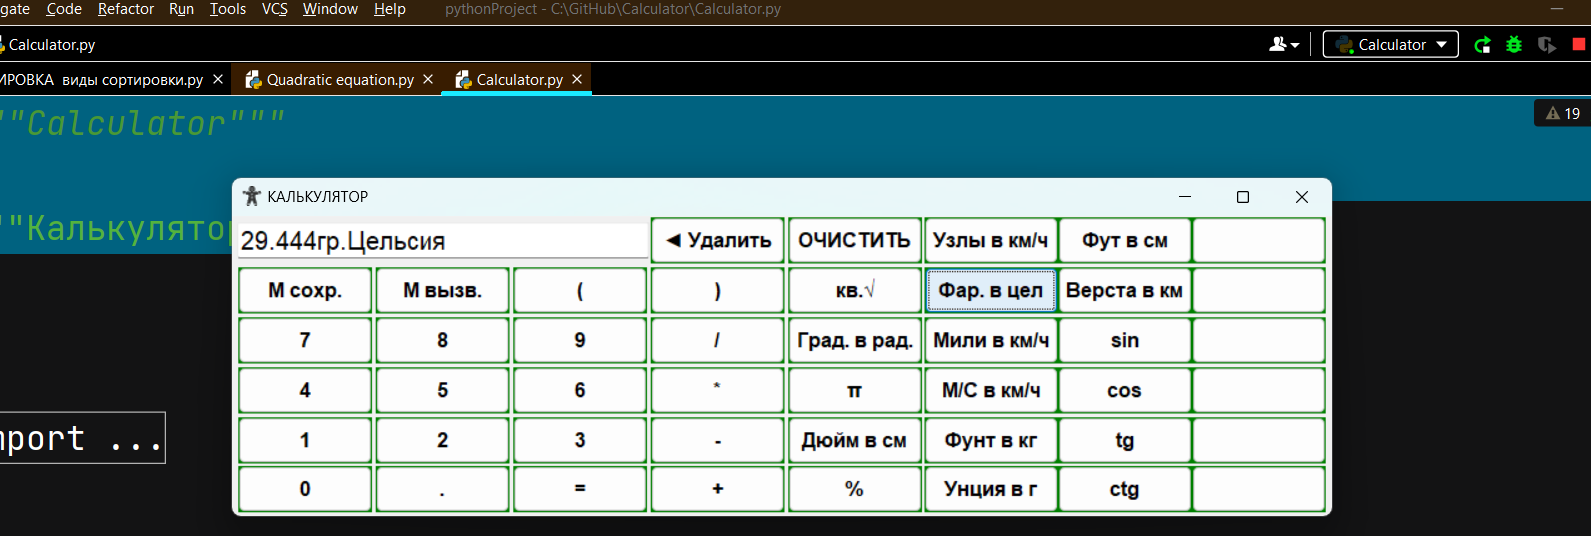 gate Code Refactor Run Tools VCS Window Help pythonProject - C:\GitHub\Calculator\Calculator.py
Calculator.py Calculator
ИРОВКА виды сортировки.py Quadratic equation.py Calculator.py
""Calculator""" 19
КАЛЬКУЛЯТОР
""Калькулятор
29.444гр.Цельсия ◄ Удалить ОЧИСТИТЬ Узлы в км/ч Фут в см
М сохр. М вызв. ( ) кв.√ Фар. в цел Верста в км
7 8 9 / Град. в рад. Мили в км/ч sin
4 5 6 * π М/С в км/ч cos
mport ...
1 2 3 - Дюйм в см Фунт в кг tg
0 . = + % Унция в г ctg